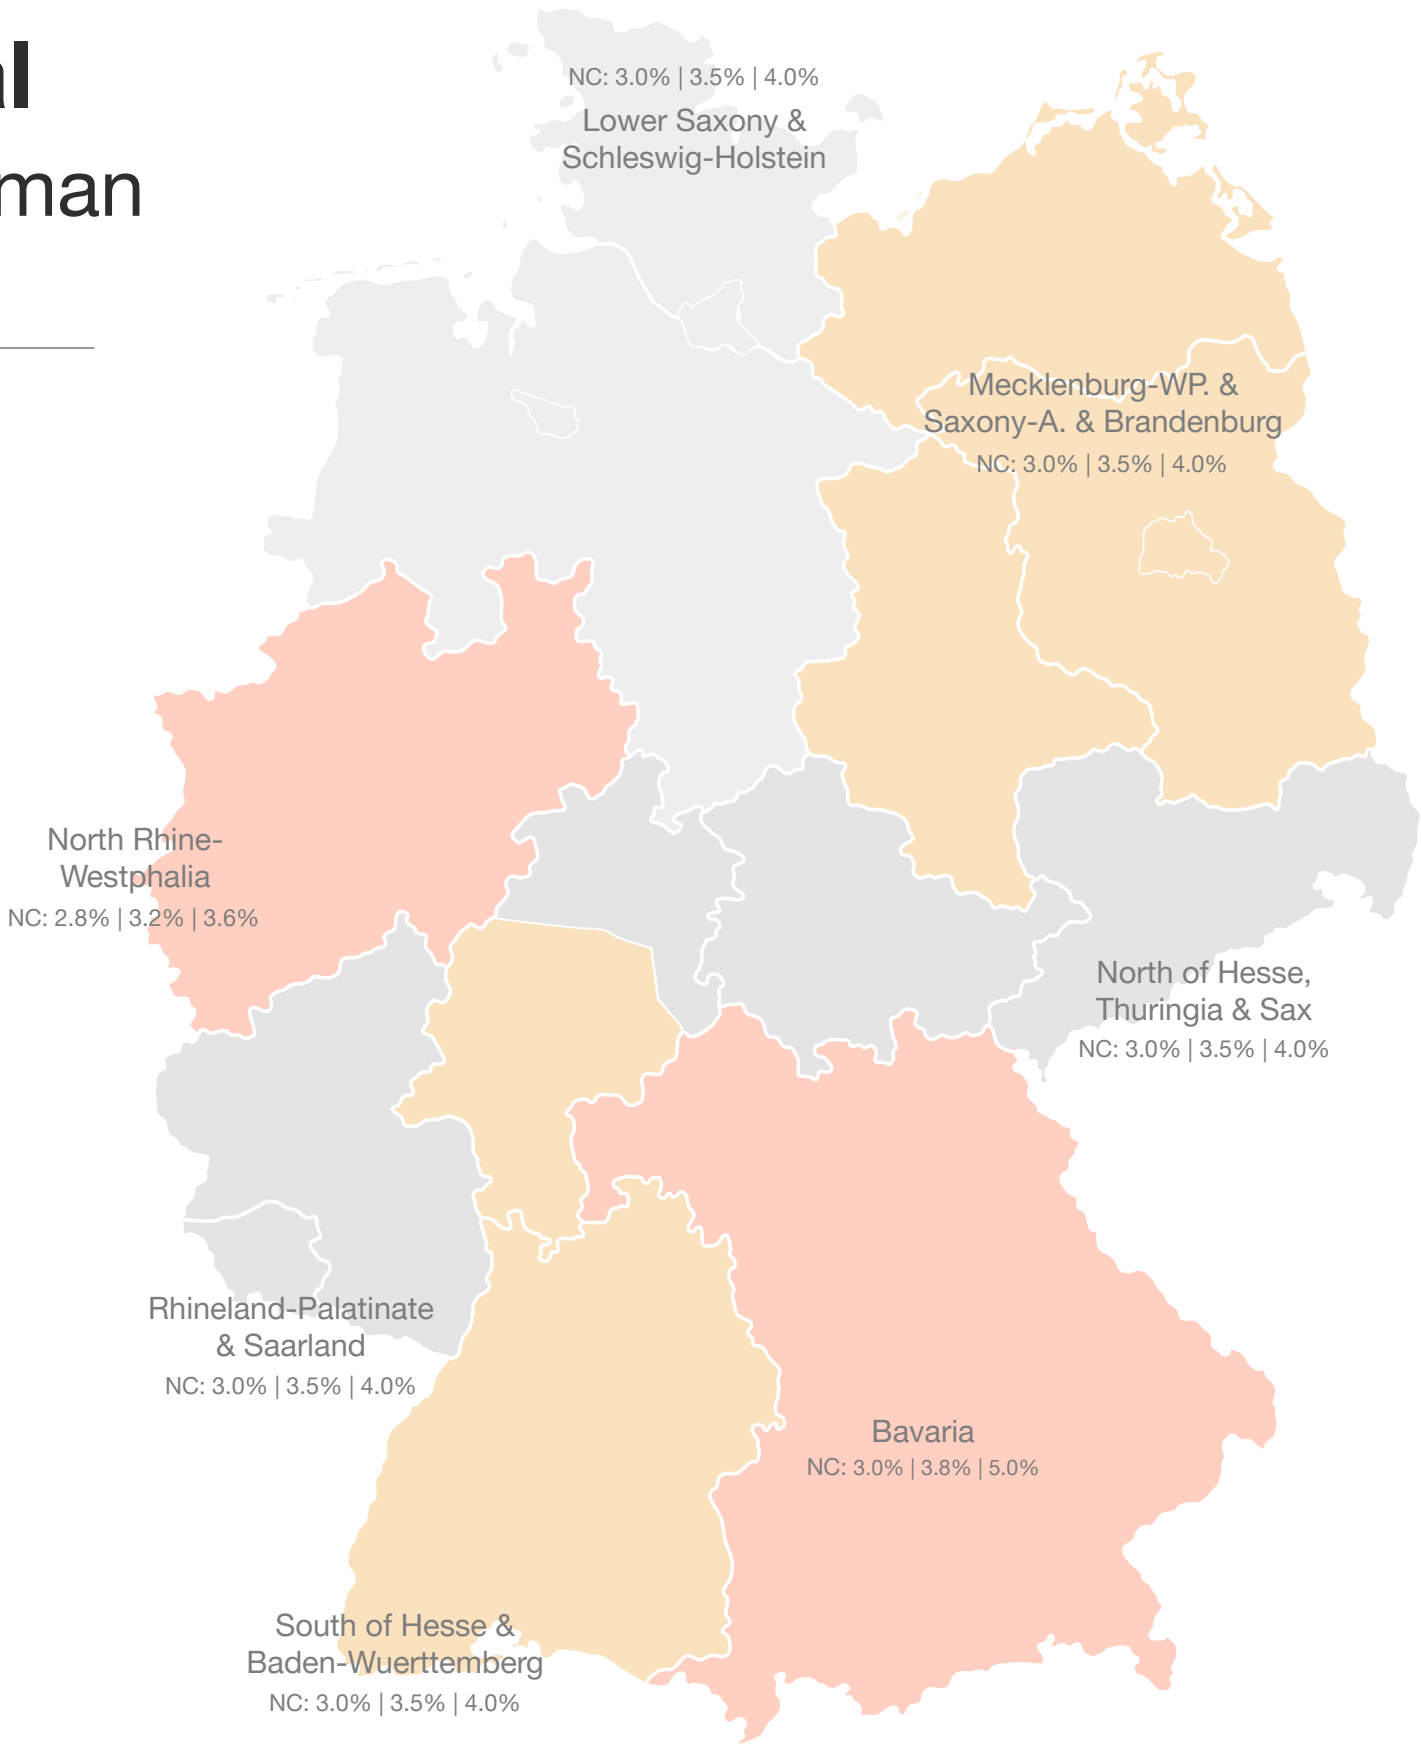 al
man
NC: 3.0% | 3.5% | 4.0%
Lower Saxony &
Schleswig-Holstein
Mecklenburg-WP. &
Saxony-A. & Brandenburg
NC: 3.0% | 3.5% | 4.0%
North Rhine-
Westphalia
NC: 2.8% | 3.2% | 3.6%
North of Hesse,
Thuringia & Sax
NC: 3.0% | 3.5% | 4.0%
Rhineland-Palatinate
& Saarland
NC: 3.0% | 3.5% | 4.0%
Bavaria
NC: 3.0% | 3.8% | 5.0%
South of Hesse &
Baden-Wuerttemberg
NC: 3.0% | 3.5% | 4.0%